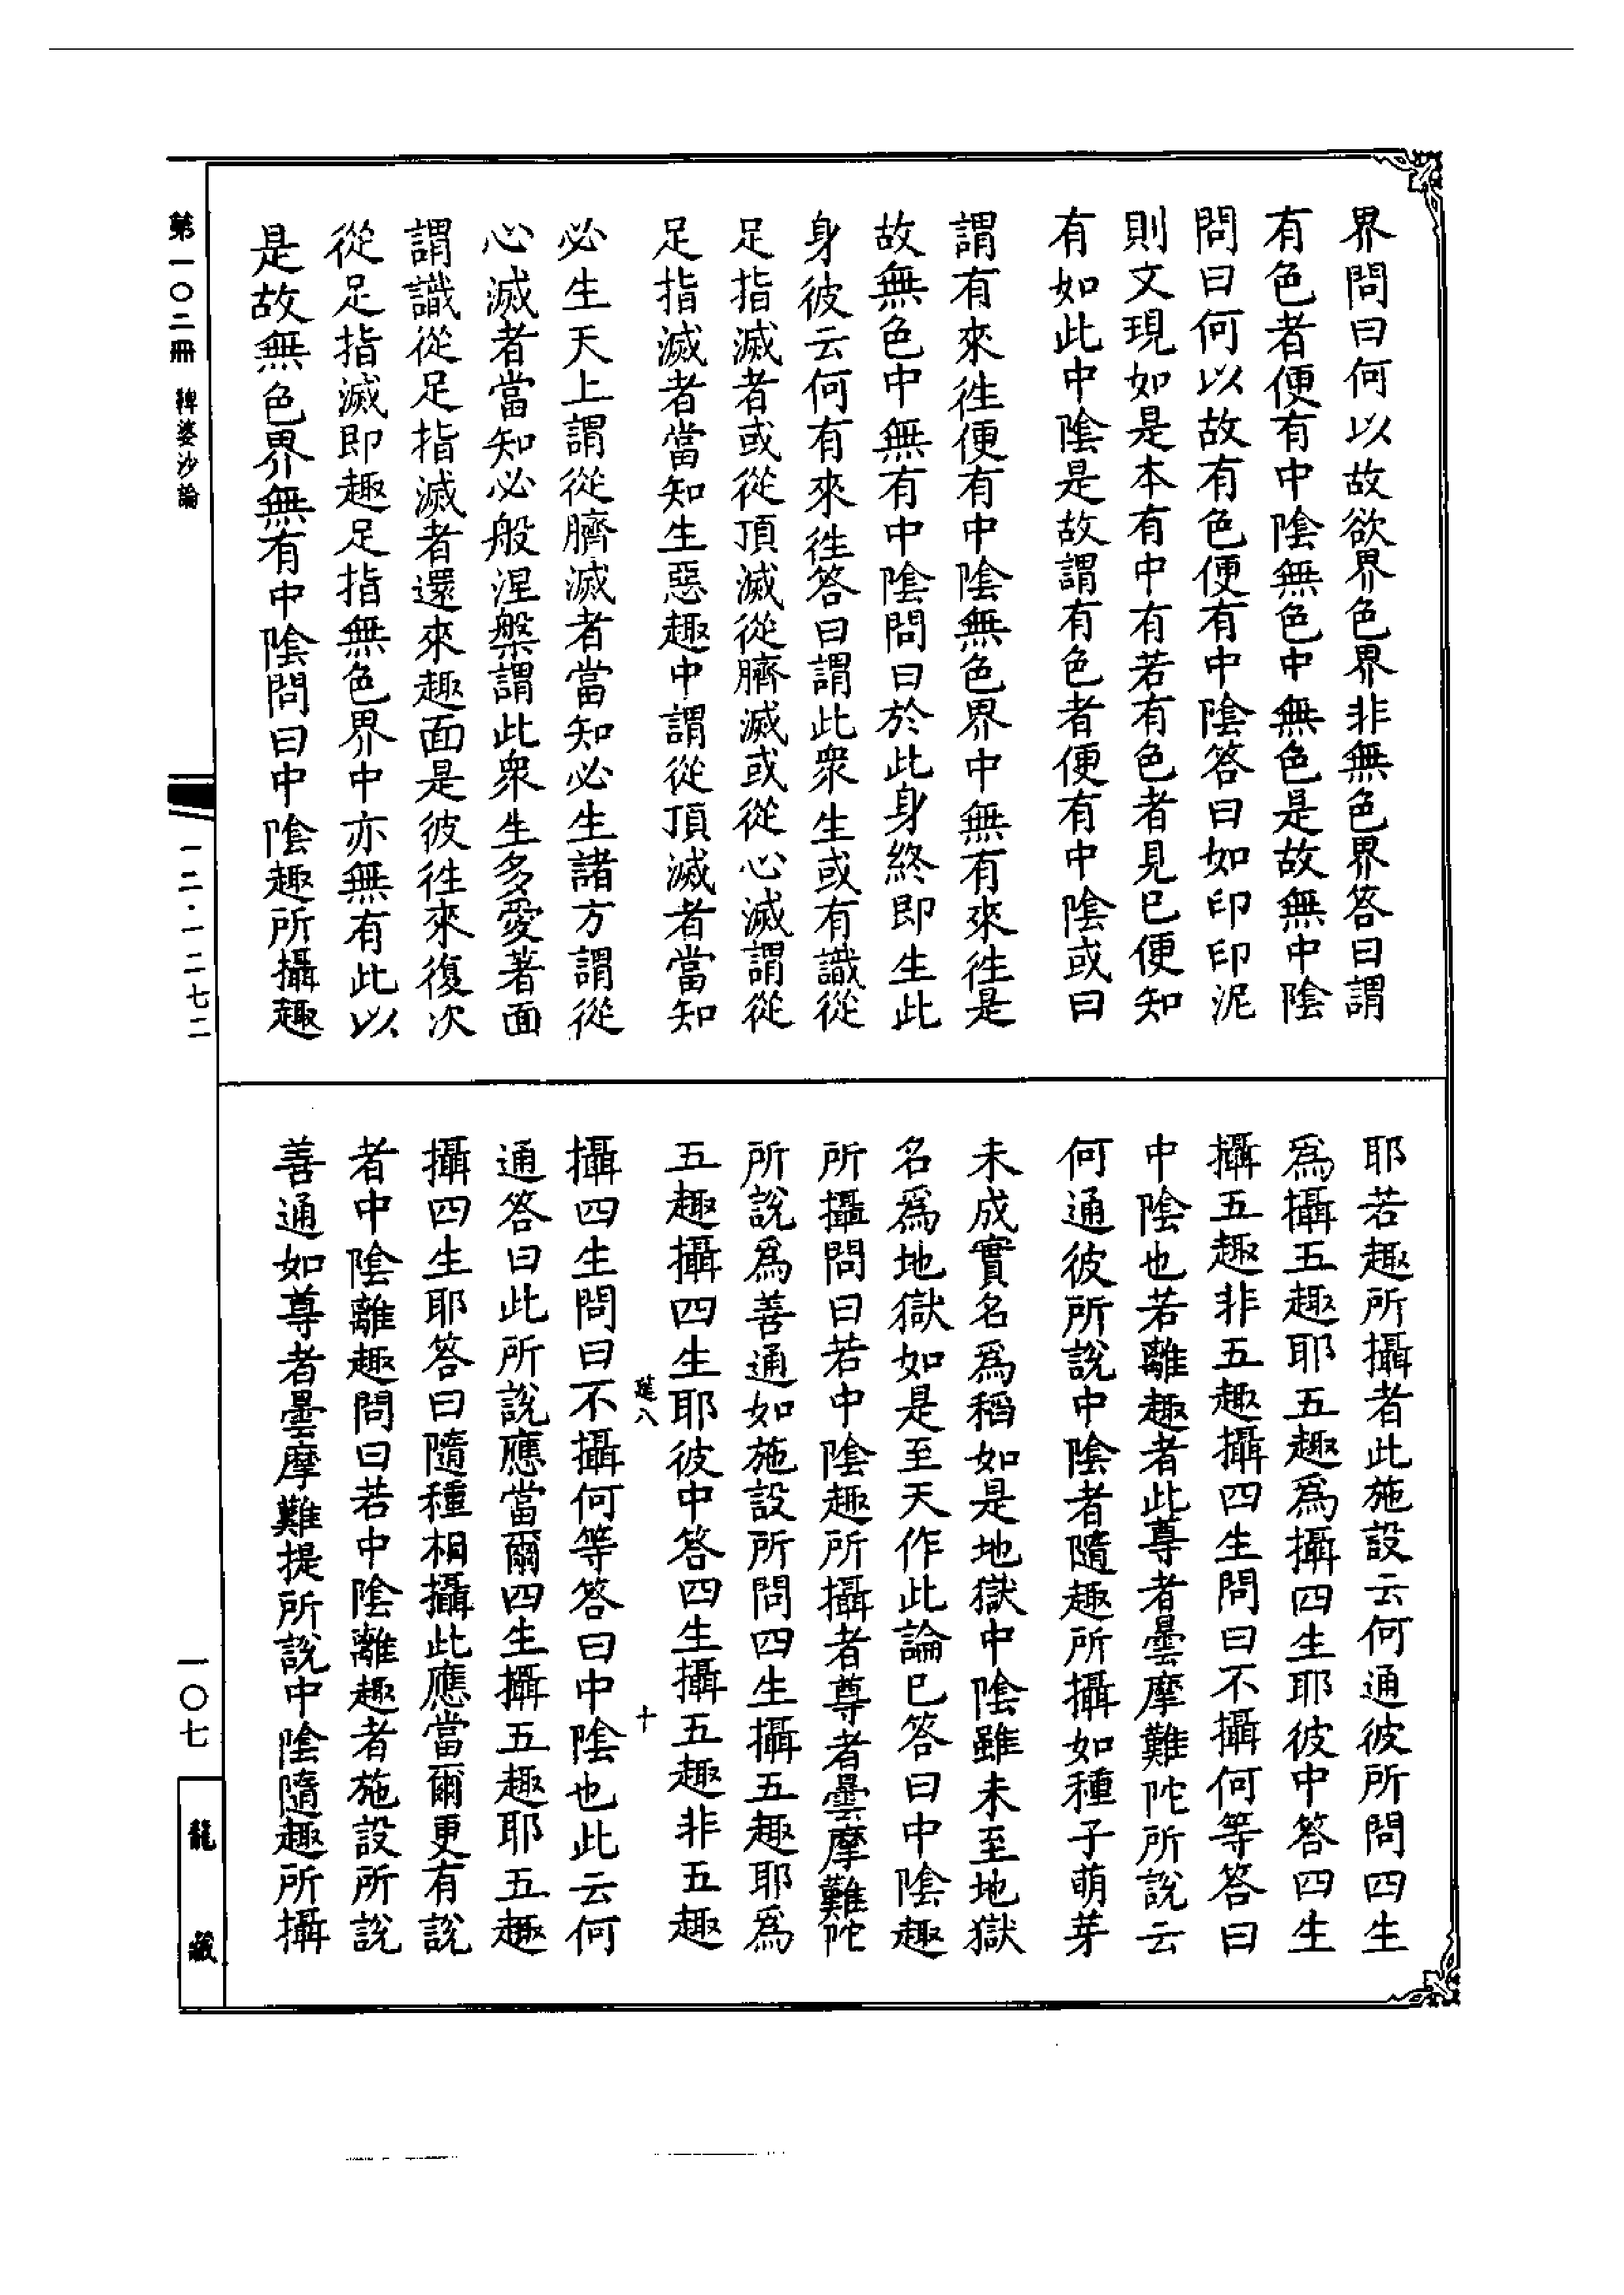 界問曰何以故欲界色界非無色界答曰謂
有色者便有中陰無色中無色是故無中陰
問曰何以故有色便有中陰答曰如印印泥
則文現如是本有中有若有色者見已便知
有如此中陰是故謂有色者便有中陰或曰
謂有來徃便有中陰無色界中無有來徃是
故無色中無有中陰問曰於此身終即生此
身彼云何有來徃答曰謂此衆生或有識從
足指滅者或從頂滅從臍滅或從心滅謂從
足指滅者當知生惡趣中謂從頂滅者當知
必生天上謂從臍滅者當知必生諸方謂從
心滅者當知必般涅槃謂此衆生多愛著面
謂識從足指滅者還來趣面是彼徃來復次
從足指滅即趣足指無色界中亦無有此以
是故無色界無有中陰問曰中陰趣所攝趣
耶若趣所攝者此施設云何通彼所問四生
爲攝五趣耶五趣爲攝四生耶彼中答四生
攝五趣非五趣攝四生問曰不攝何等答曰
中陰也若離趣者此尊者曇摩難陀所說云
何通彼所說中陰者隨趣所攝如種子萌芽
未成實名爲稻如是地獄中陰雖未至地獄
名爲地獄如是至天作此論已答曰中陰趣
所攝問曰若中陰趣所攝者尊者曇摩難陀
所說爲善通如施設所問四生攝五趣耶爲
五趣攝四生耶彼中答四生攝五趣非五趣
攝四生問曰不攝何等答曰中陰也此云何
通答曰此所說應當爾四生攝五趣耶五趣
攝四生耶答曰隨種相攝此應當爾更有說
者中陰離趣問曰若中陰離趣者施設所說
善通如尊者曇摩難提所說中陰隨趣所攝
筵八
十
第一〇二冊 鞞婆沙論
一二·一二七二
一〇七
龍藏